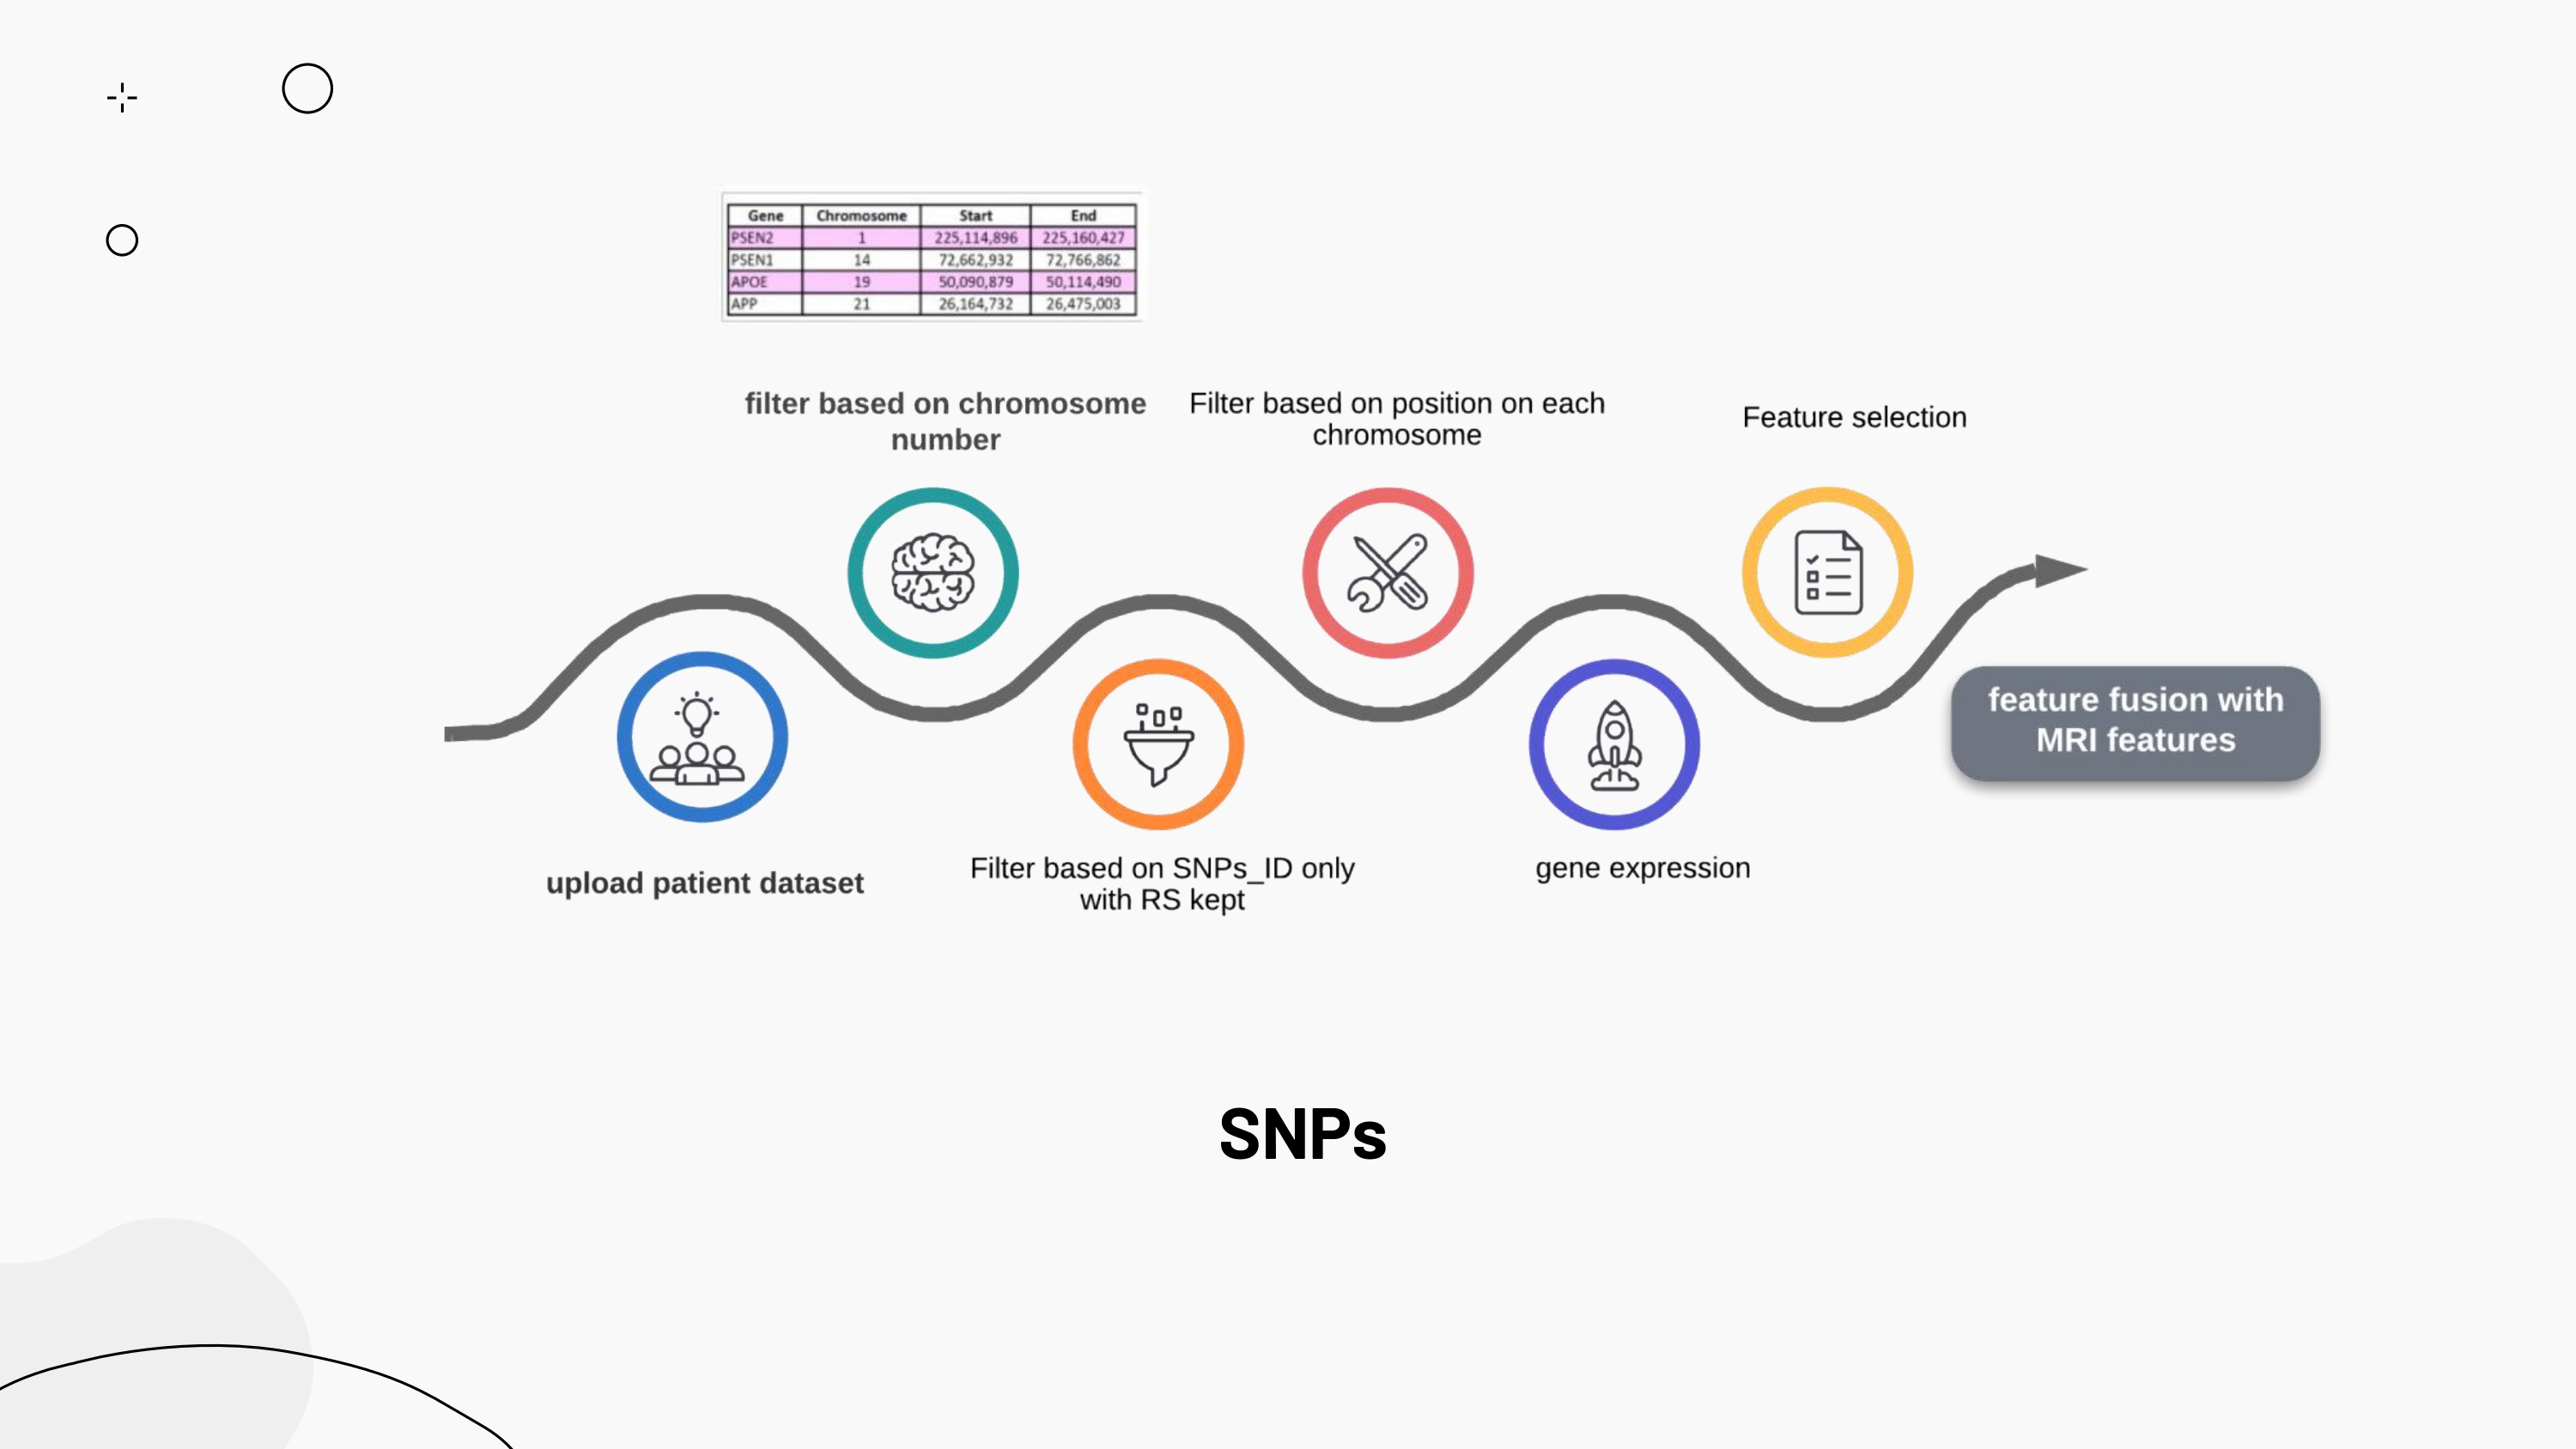 Gene Chromosome Start End
PSEN2 1 225,114,896 225,160,427
PSEN1 14 72,662,932 72,766,862
APOE 19 50,090,879 50,114,490
APP 21 26,164,732 26,475,003
filter based on chromosome
number
Filter based on position on each
chromosome
Feature selection
feature fusion with
MRI features
upload patient dataset
Filter based on SNPs_ID only
with RS kept
gene expression
SNPs